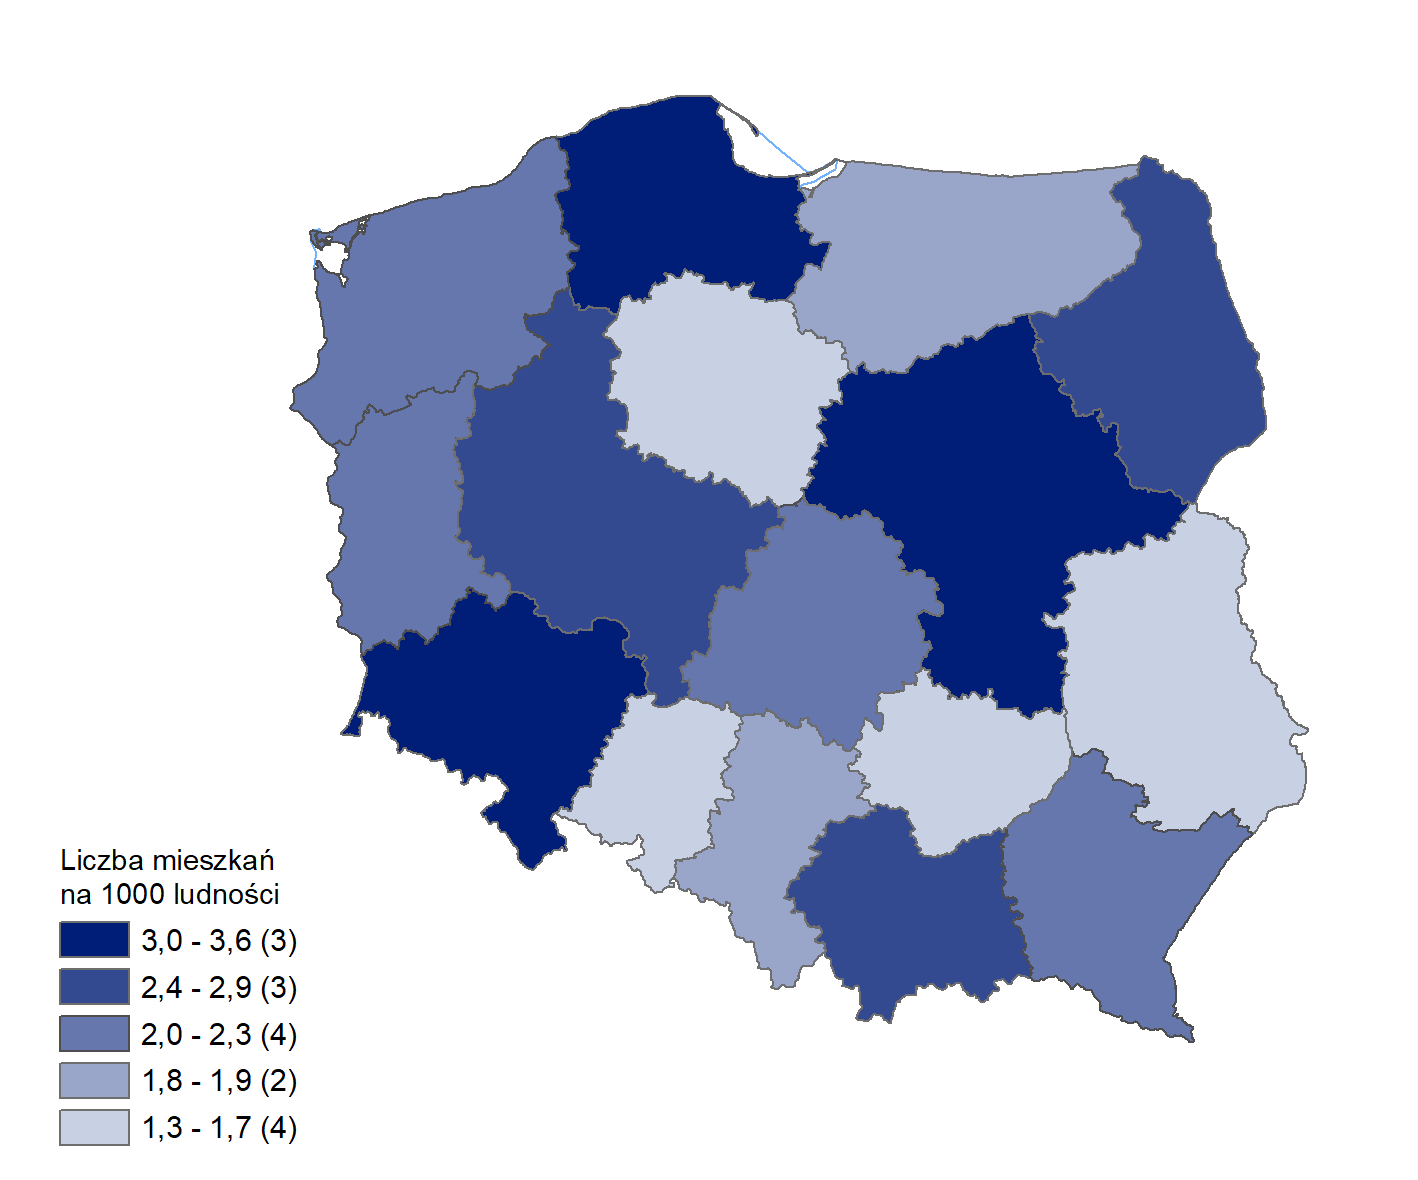 Liczba mieszkań
na 1000 ludności
3,0 - 3,6 (3)
2,4 - 2,9 (3)
2,0 - 2,3 (4)
1,8 - 1,9 (2)
1,3 - 1,7 (4)